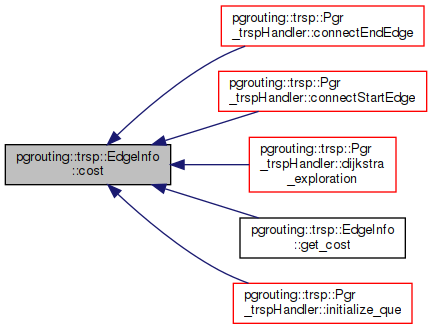 pgrouting::trsp::Pgr
_trspHandler::connectEndEdge
pgrouting::trsp::Pgr
_trspHandler::connectStartEdge
pgrouting::trsp::EdgeInfo
::cost
pgrouting::trsp::Pgr
_trspHandler::dijkstra
_exploration
pgrouting::trsp::EdgeInfo
::get_cost
pgrouting::trsp::Pgr
_trspHandler::initialize_que